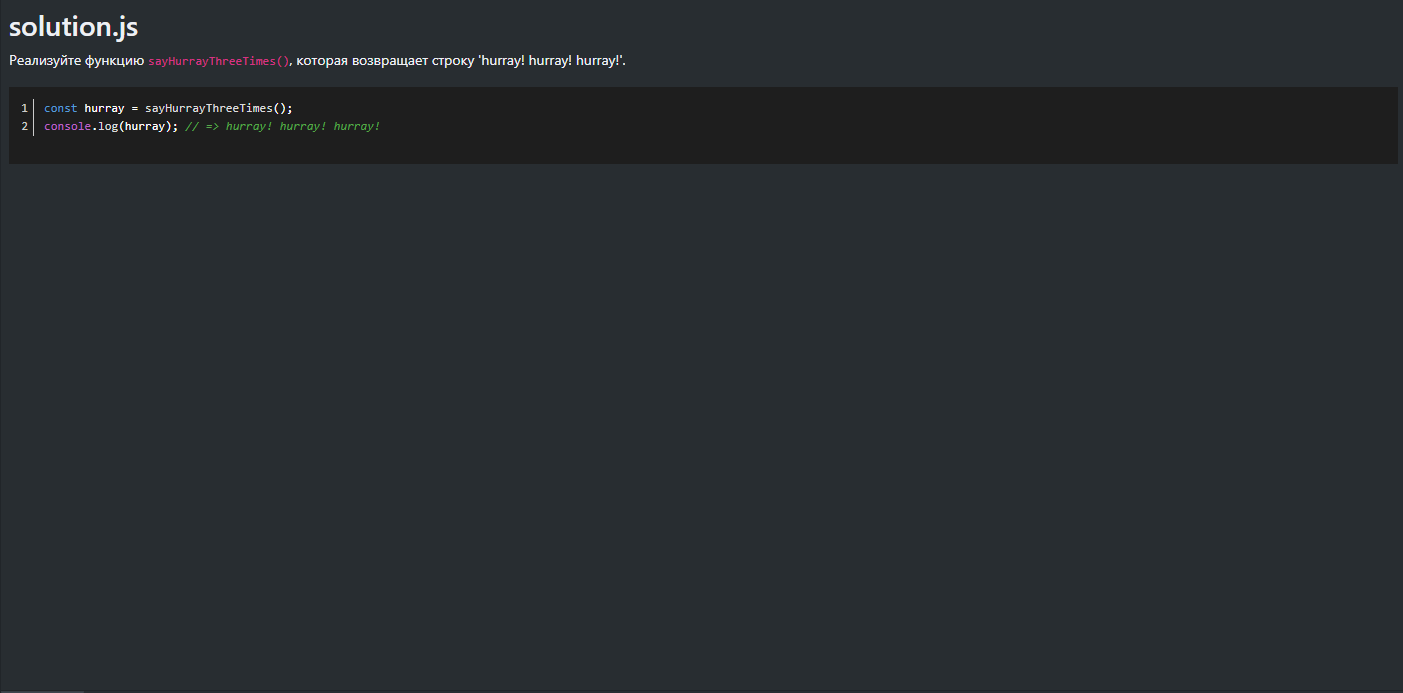 solution.js
Реализуйте функцию sayHurrayThreeTimes(), которая возвращает строку 'hurray! hurray! hurray!'.
1 const hurray = sayHurrayThreeTimes();
2 console.log(hurray); // => hurray! hurray! hurray!